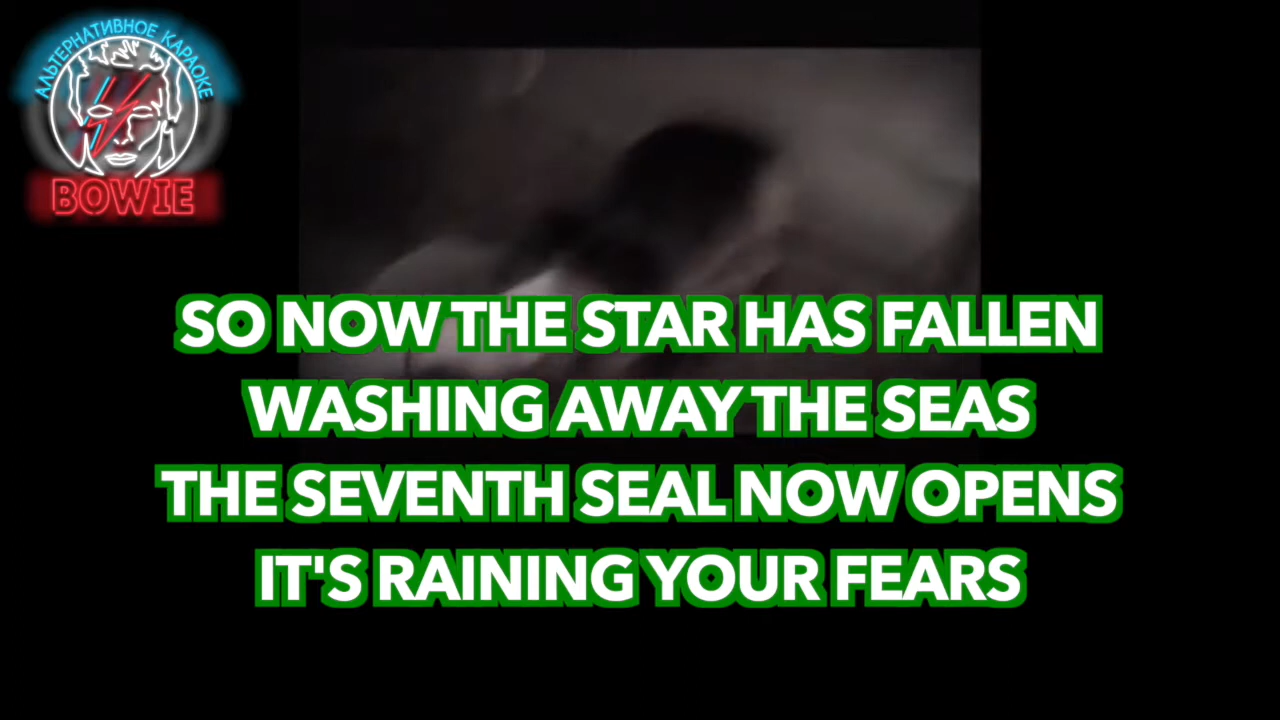 АЛЬТЕРНАТИВНОЕ КАРАОКЕ
BOWIE
SO NOW THE STAR HAS FALLEN
WASHING AWAY THE SEAS
THE SEVENTH SEAL NOW OPENS
IT'S RAINING YOUR FEARS